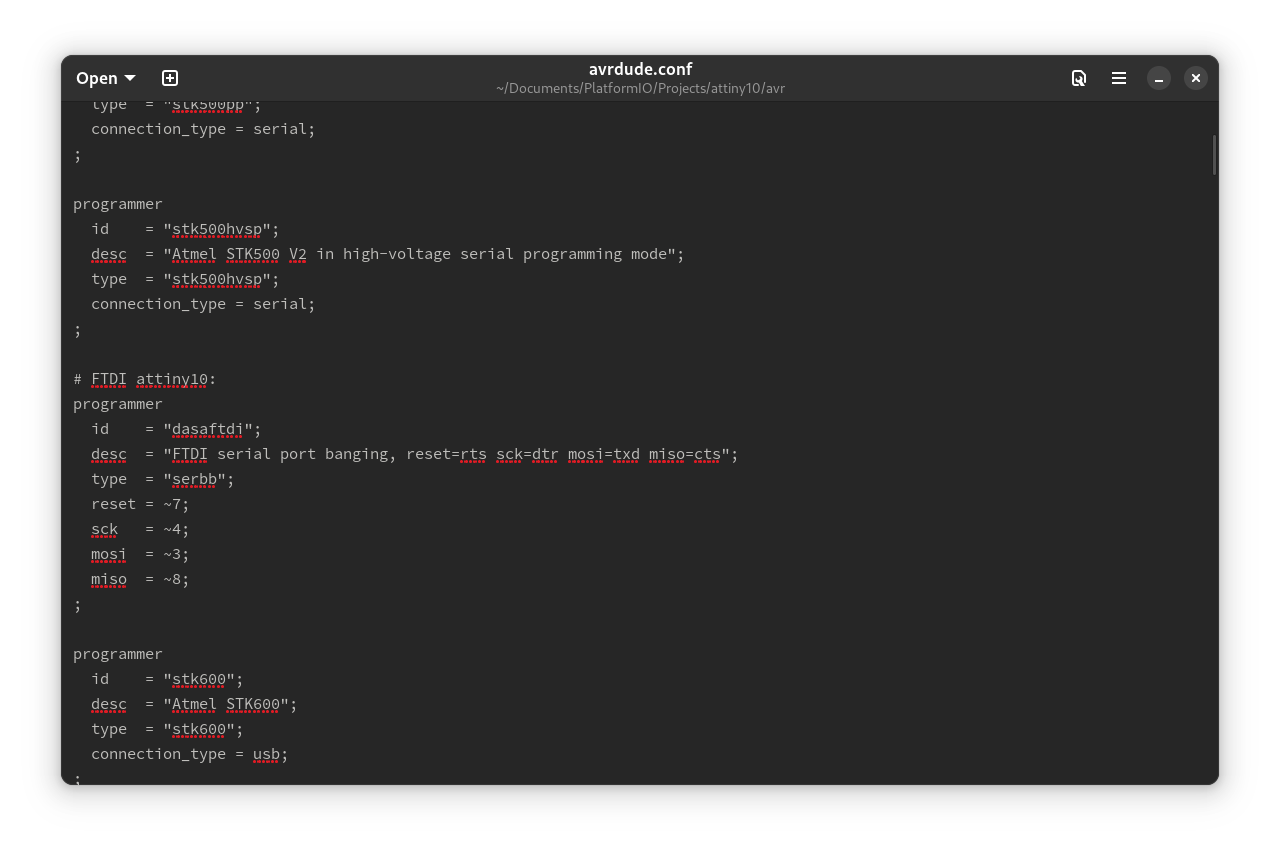 Open
avrdude.conf
~/Documents/PlatformIO/Projects/attiny10/avr
  type  = "stk500pp";
  connection_type = serial;
;

programmer
  id    = "stk500hvsp";
  desc  = "Atmel STK500 V2 in high-voltage serial programming mode";
  type  = "stk500hvsp";
  connection_type = serial;
;

# FTDI attiny10:
programmer
  id    = "dasaftdi";
  desc  = "FTDI serial port banging, reset=rts sck=dtr mosi=txd miso=cts";
  type  = "serbb";
  reset = ~7;
  sck   = ~4;
  mosi  = ~3;
  miso  = ~8;
;

programmer
  id    = "stk600";
  desc  = "Atmel STK600";
  type  = "stk600";
  connection_type = usb;
;